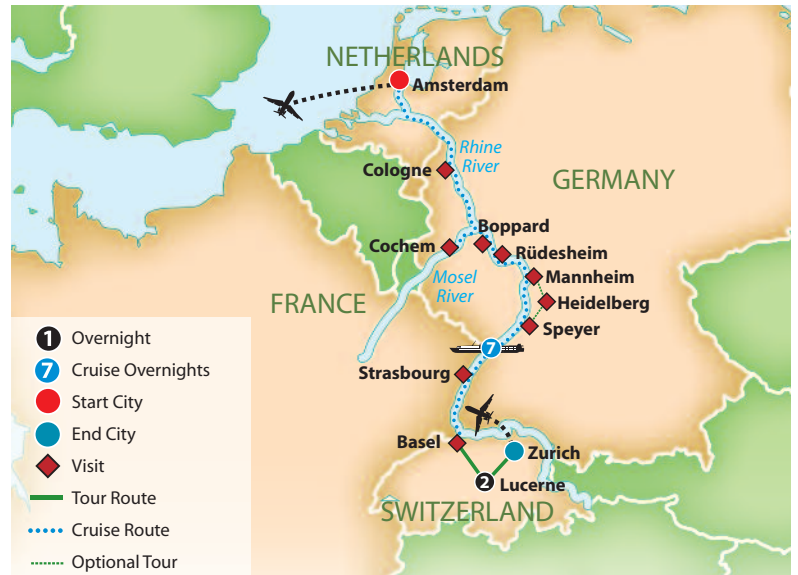 NETHERLANDS
Amsterdam
Rhine
River
Cologne
GERMANY
Boppard
Cochem
Rüdesheim
Mosel
River
Mannheim
FRANCE
Heidelberg
Speyer
7
Strasbourg
Basel
Zurich
2
Lucerne
SWITZERLAND
1 Overnight
7 Cruise Overnights
Start City
End City
Visit
Tour Route
Cruise Route
Optional Tour